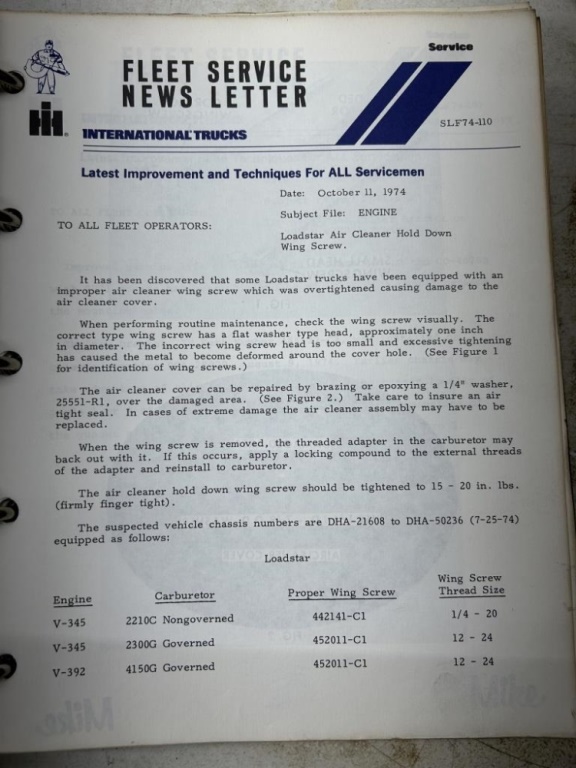 Service
FLEET SERVICE
NEWS LETTER
SLF74-110
IH®
INTERNATIONAL TRUCKS
Latest Improvement and Techniques For ALL Servicemen
Date: October 11, 1974
Subject File: ENGINE
TO ALL FLEET OPERATORS:
Loadstar Air Cleaner Hold Down
Wing Screw.
It has been discovered that some Loadstar trucks have been equipped with an
improper air cleaner wing screw which was overtightened causing damage to the
air cleaner cover.
When performing routine maintenance, check the wing screw visually. The
correct type wing screw has a flat washer type head, approximately one inch
in diameter. The incorrect wing screw head is too small and excessive tightening
has caused the metal to become deformed around the cover hole. (See Figure 1
for identification of wing screws.)
The air cleaner cover can be repaired by brazing or epoxying a 1/4" washer,
25551-R1, over the damaged area. (See Figure 2.) Take care to insure an air
tight seal. In cases of extreme damage the air cleaner assembly may have to be
replaced.
When the wing screw is removed, the threaded adapter in the carburetor may
back out with it. If this occurs, apply a locking compound to the external threads
of the adapter and reinstall to carburetor.
The air cleaner hold down wing screw should be tightened to 15 - 20 in. lbs.
(firmly finger tight).
The suspected vehicle chassis numbers are DHA-21608 to DHA-50236 (7-25-74)
equipped as follows:
Loadstar
Engine Carburetor Proper Wing Screw Wing Screw Thread Size
V-345 2210C Nongoverned 442141-C1 1/4 - 20
V-345 2300G Governed 452011-C1 12 - 24
V-392 4150G Governed 452011-C1 12 - 24
Mike
Mike